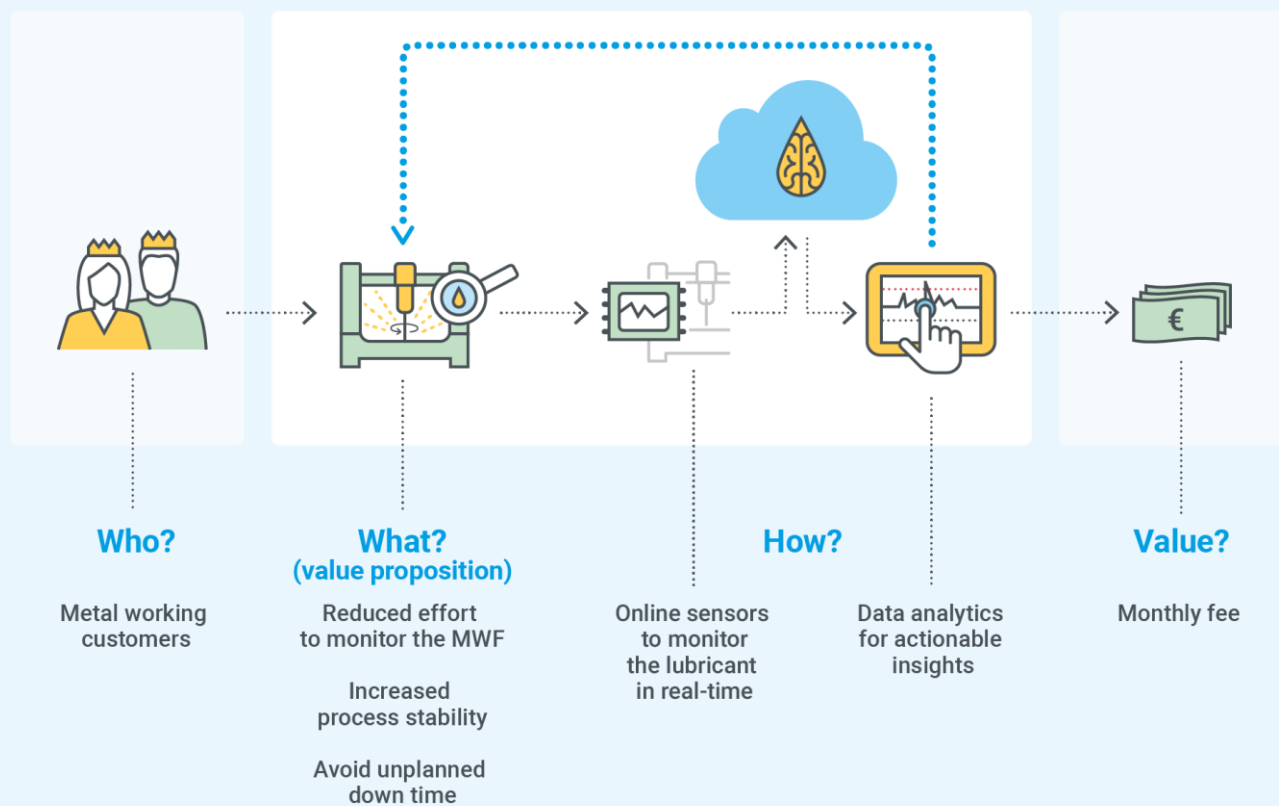 €
Who?
Metal working
customers
What?
(value proposition)
Reduced effort
to monitor the MWF
Increased
process stability
Avoid unplanned
down time
How?
Online sensors
to monitor
the lubricant
in real-time
Data analytics
for actionable
insights
Value?
Monthly fee